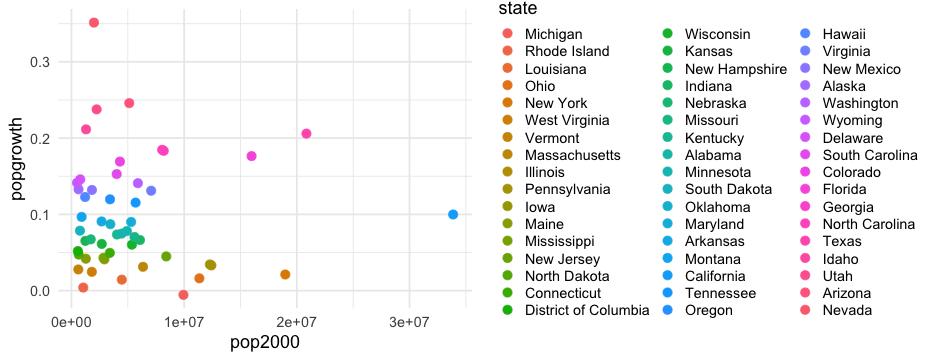 state
Michigan
Rhode Island
Louisiana
Ohio
New York
West Virginia
Vermont
Massachusetts
Illinois
Pennsylvania
Iowa
Maine
Mississippi
New Jersey
North Dakota
Connecticut
District of Columbia
Wisconsin
Kansas
New Hampshire
Indiana
Nebraska
Missouri
Kentucky
Alabama
Minnesota
South Dakota
Oklahoma
Maryland
Arkansas
Montana
California
Tennessee
Oregon
Hawaii
Virginia
New Mexico
Alaska
Washington
Wyoming
Delaware
South Carolina
Colorado
Florida
Georgia
North Carolina
Texas
Idaho
Utah
Arizona
Nevada
popgrowth
0.3
0.2
0.1
0.0
0e+00
1e+07
2e+07
3e+07
pop2000